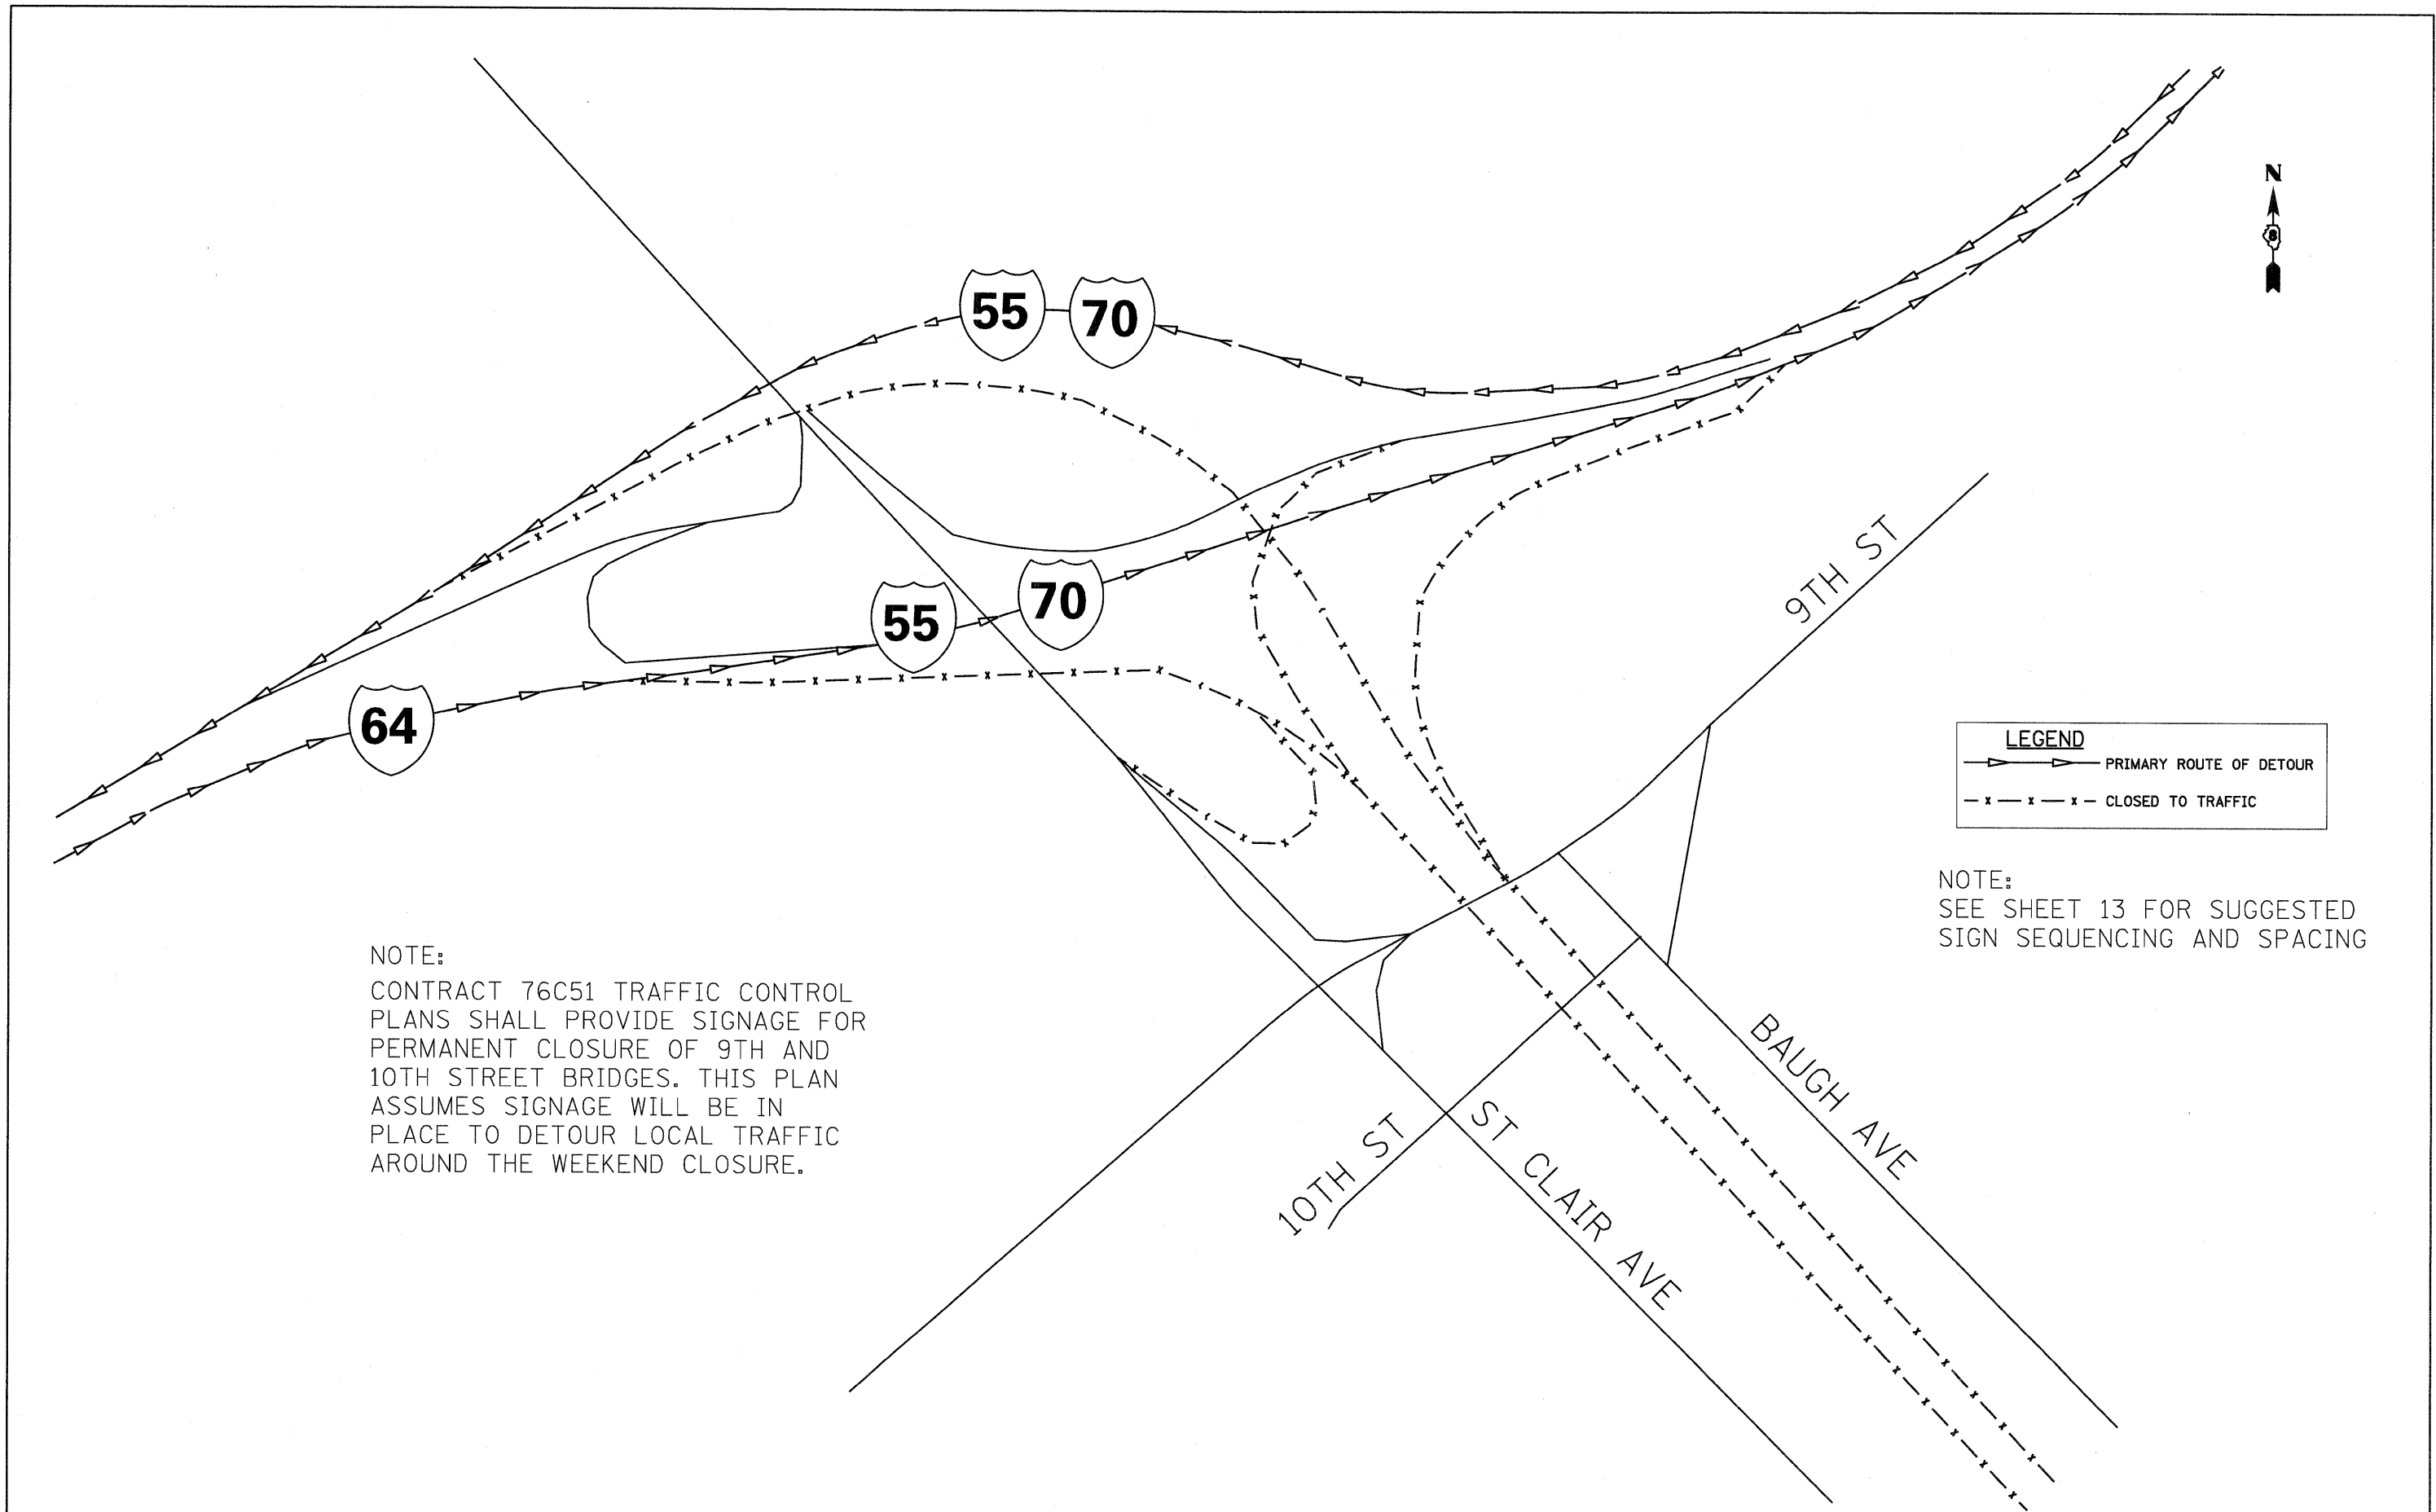 N
8
55
70
55
70
64
9TH ST
LEGEND
PRIMARY ROUTE OF DETOUR
CLOSED TO TRAFFIC
NOTE:
SEE SHEET 13 FOR SUGGESTED
SIGN SEQUENCING AND SPACING
NOTE:
CONTRACT 76C51 TRAFFIC CONTROL
PLANS SHALL PROVIDE SIGNAGE FOR
PERMANENT CLOSURE OF 9TH AND
10TH STREET BRIDGES. THIS PLAN
ASSUMES SIGNAGE WILL BE IN
PLACE TO DETOUR LOCAL TRAFFIC
AROUND THE WEEKEND CLOSURE.
BAUGH AVE
10TH ST
ST CLAIR AVE